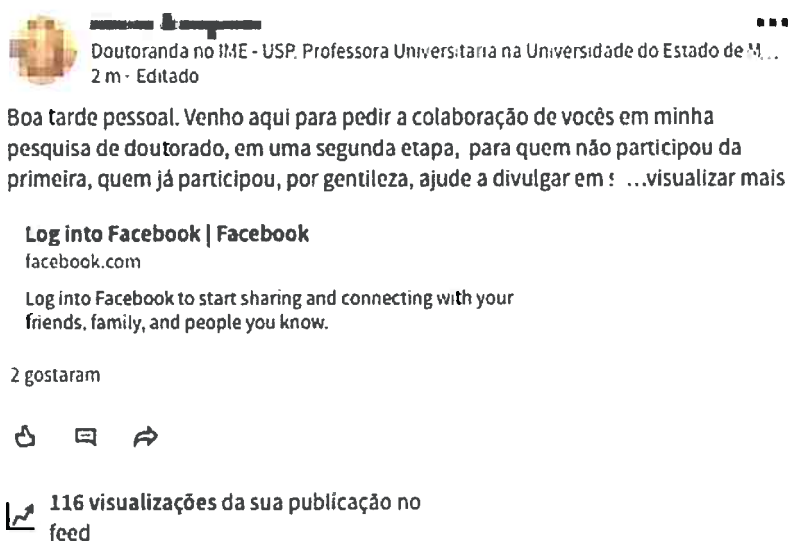 Doutoranda no IME - USP. Professora Universitaria na Universidade do Estado de M...
2 m - Editado
Boa tarde pessoal. Venho aqui para pedir a colaboração de vocês em minha
pesquisa de doutorado, em uma segunda etapa, para quem não participou da
primeira, quem já participou, por gentileza, ajude a divulgar em s ...visualizar mais
Log into Facebook | Facebook
facebook.com
Log into Facebook to start sharing and connecting with your
friends, family, and people you know.
2 gostaram
116 visualizações da sua publicação no
feed